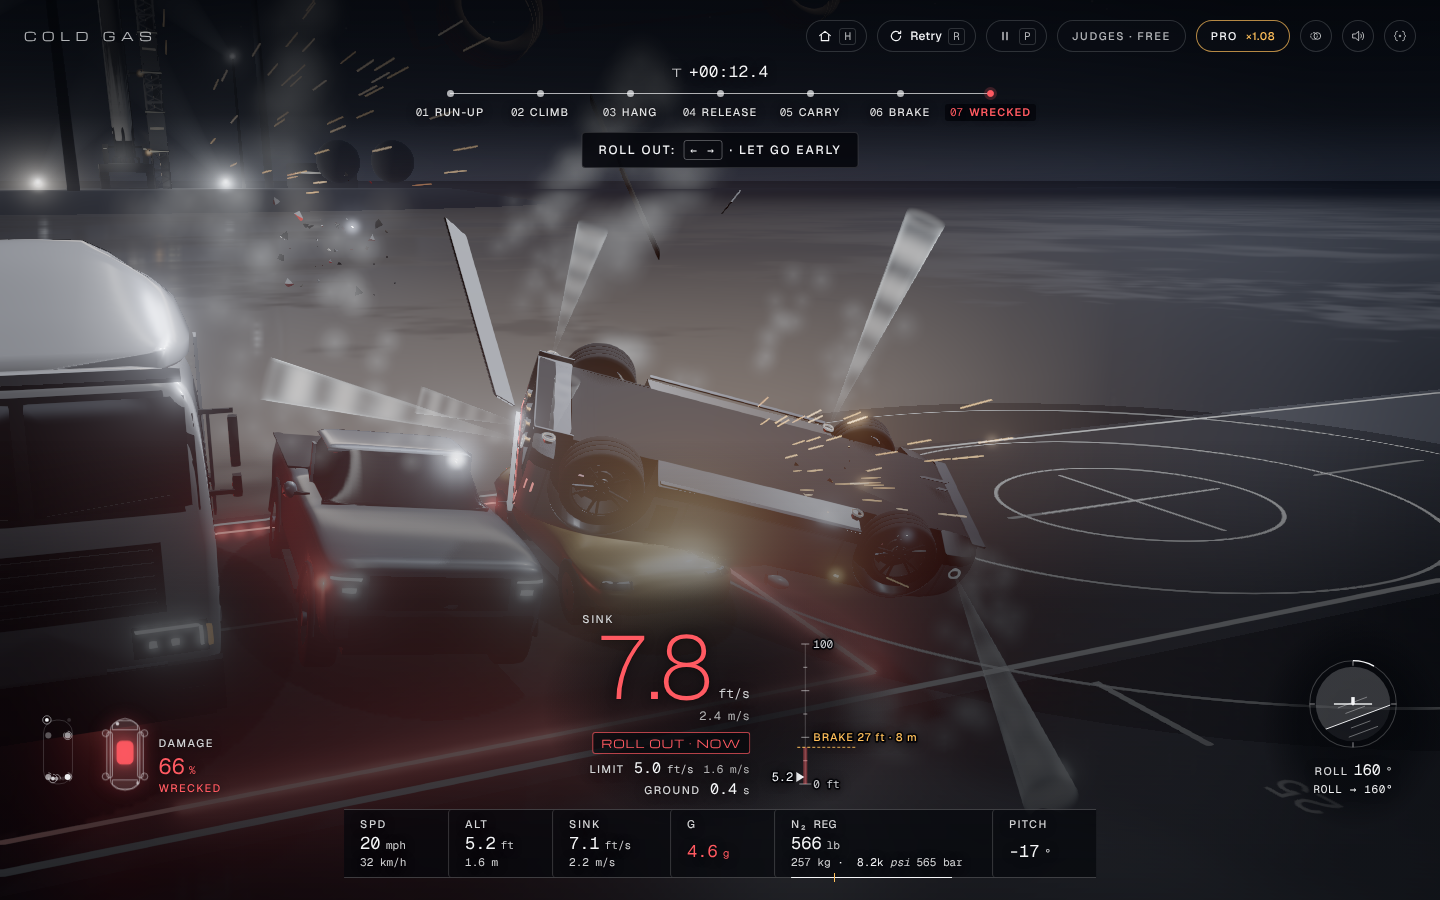 COLD GAS
H
Retry R
P
JUDGES · FREE
PRO ×1.08
T +00:12.4
01 RUN-UP
02 CLIMB
03 HANG
04 RELEASE
05 CARRY
06 BRAKE
07 WRECKED
ROLL OUT: ← → · LET GO EARLY
SINK
7.8 ft/s
2.4 m/s
ROLL OUT · NOW
LIMIT 5.0 ft/s 1.6 m/s
GROUND 0.4 s
100
BRAKE 27 ft · 8 m
5.2
0 ft
DAMAGE
66 %
WRECKED
25
ROLL 160 °
ROLL → 160°
SPD
20 mph
32 km/h
ALT
5.2 ft
1.6 m
SINK
7.1 ft/s
2.2 m/s
G
4.6 g
N₂ REG
566 lb
257 kg · 8.2k psi 565 bar
PITCH
-17 °